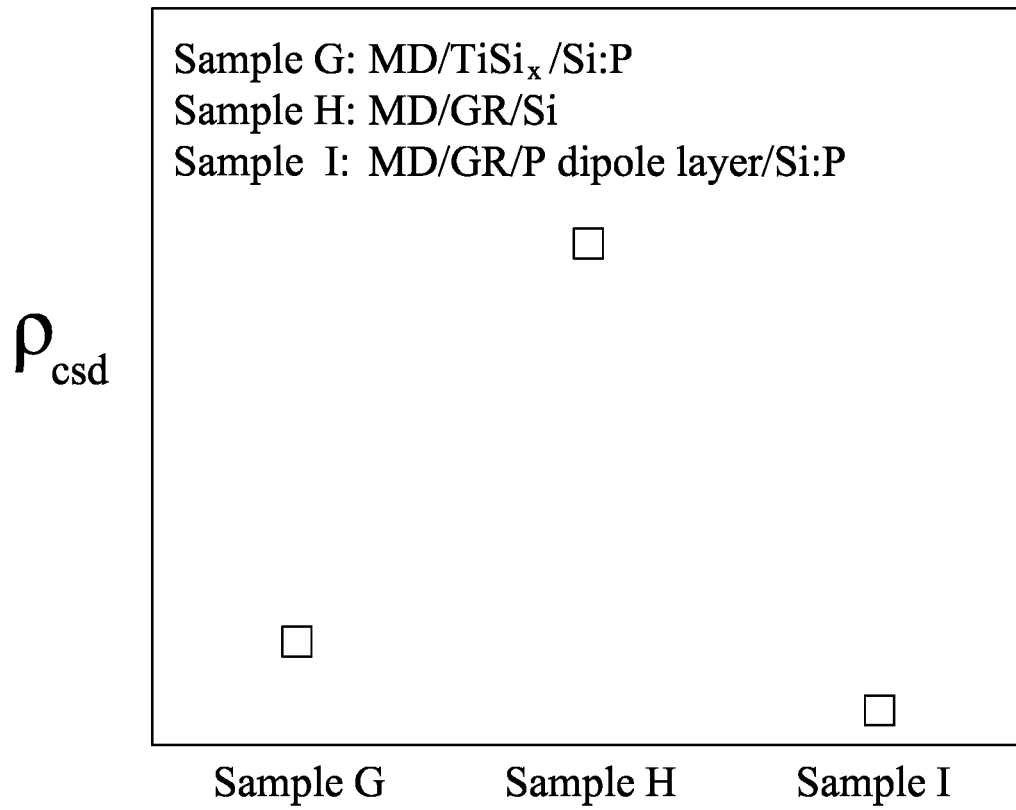 Sample G: MD/TiSiₓ/Si:P
Sample H: MD/GR/Si
Sample I: MD/GR/P dipole layer/Si:P
ρcsd
Sample G
Sample H
Sample I